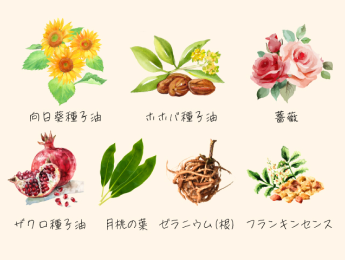 向日葵種子油
ホホバ種子油
薔薇
ザクロ種子油
月桃の葉
ゼラニウム(根)
フランキンセンス